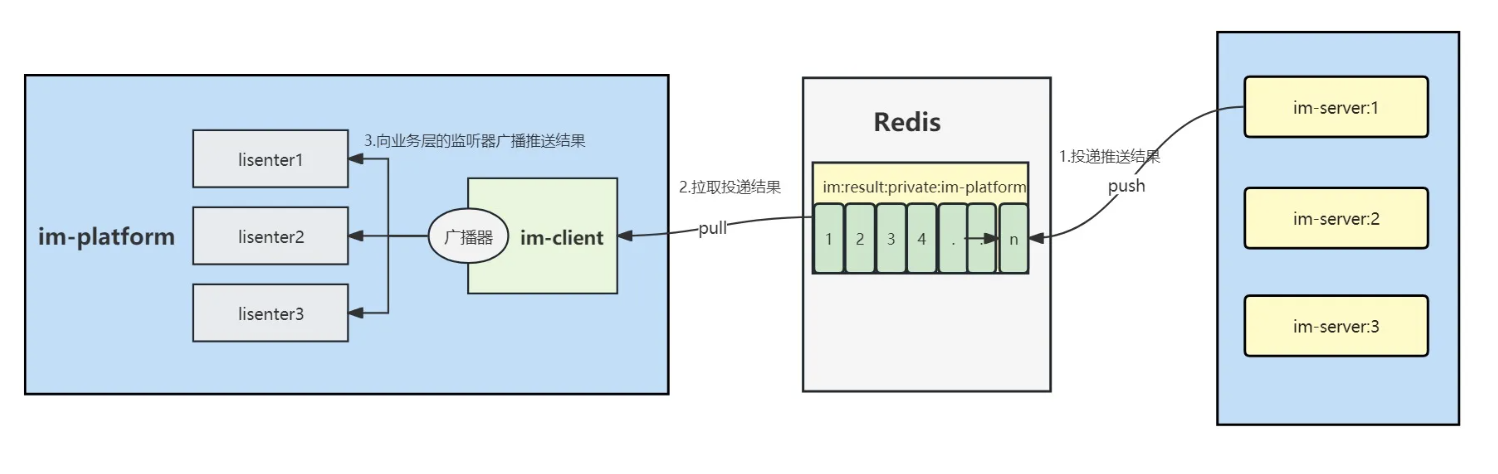 im-platform
lisenter1
lisenter2
lisenter3
3.向业务层的监听器广播推送结果
广播器
im-client
2.拉取投递结果
pull
Redis
im:result:private:im-platform
1 2 3 4 . . n
1.投递推送结果
push
im-server:1
im-server:2
im-server:3